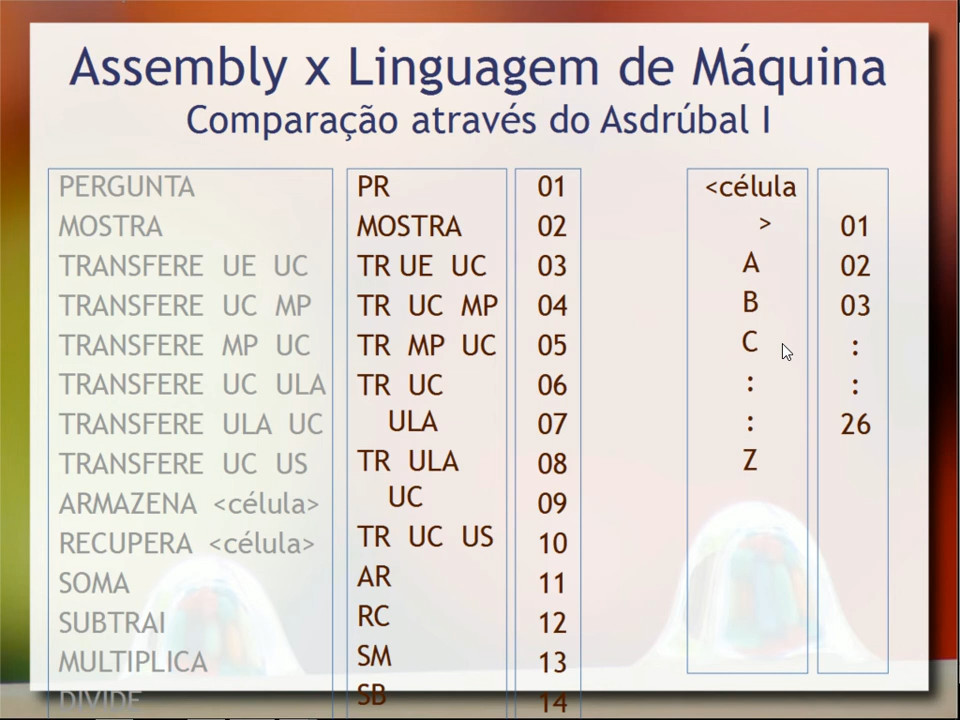 Assembly x Linguagem de Máquina
Comparação através do Asdrúbal I
PERGUNTA
MOSTRA
TRANSFERE UE UC
TRANSFERE UC MP
TRANSFERE MP UC
TRANSFERE UC ULA
TRANSFERE ULA UC
TRANSFERE UC US
ARMAZENA <célula>
RECUPERA <célula>
SOMA
SUBTRAI
MULTIPLICA
DIVIDE
PR
MOSTRA
TR UE UC
TR UC MP
TR MP UC
TR UC
ULA
TR ULA
UC
TR UC US
AR
RC
SM
SB
01
02
03
04
05
06
07
08
09
10
11
12
13
14
<célula
>
A
B
C
:
:
Z
01
02
03
:
:
26